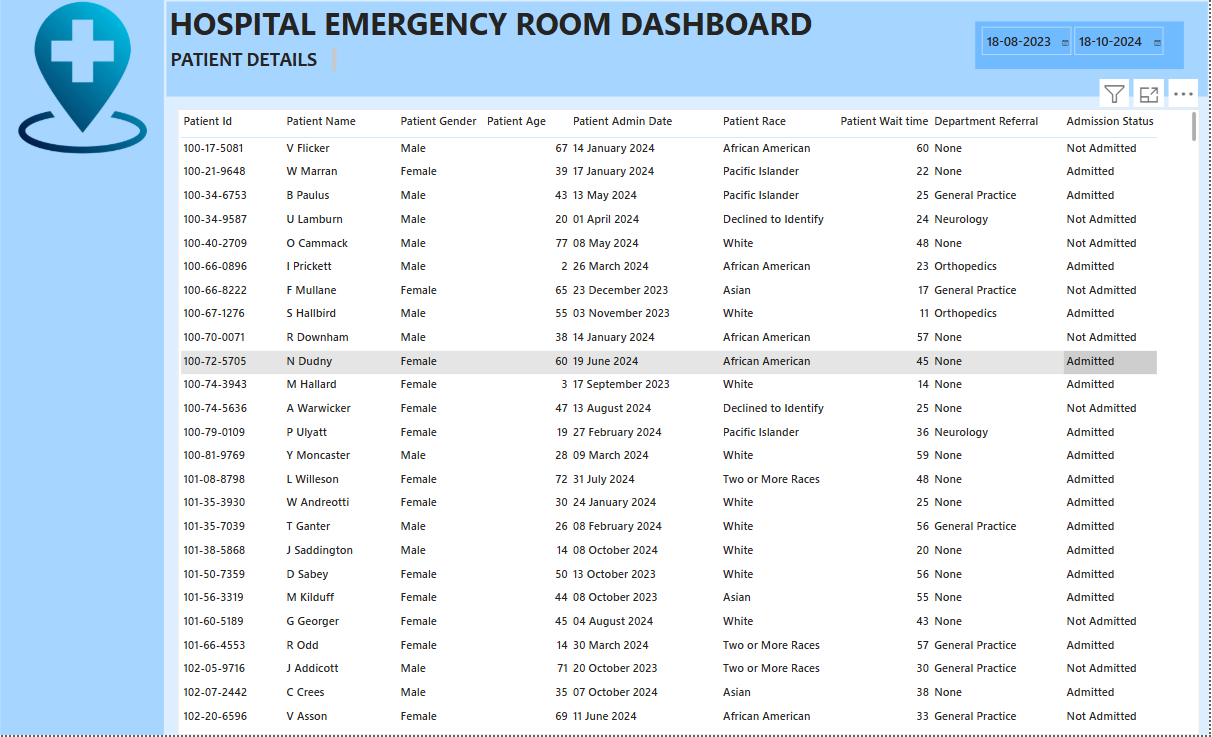 HOSPITAL EMERGENCY ROOM DASHBOARD
PATIENT DETAILS
18-08-2023 18-10-2024
Patient Id Patient Name Patient Gender Patient Age Patient Admin Date Patient Race Patient Wait time Department Referral Admission Status
100-17-5081 V Flicker Male 67 14 January 2024 African American 60 None Not Admitted
100-21-9648 W Marran Female 39 17 January 2024 Pacific Islander 22 None Admitted
100-34-6753 B Paulus Male 43 13 May 2024 Pacific Islander 25 General Practice Admitted
100-34-9587 U Lamburn Male 20 01 April 2024 Declined to Identify 24 Neurology Not Admitted
100-40-2709 O Cammack Male 77 08 May 2024 White 48 None Not Admitted
100-66-0896 I Prickett Male 2 26 March 2024 African American 23 Orthopedics Admitted
100-66-8222 F Mullane Female 65 23 December 2023 Asian 17 General Practice Not Admitted
100-67-1276 S Hallbird Male 55 03 November 2023 White 11 Orthopedics Admitted
100-70-0071 R Downham Male 38 14 January 2024 African American 57 None Not Admitted
100-72-5705 N Dudny Female 60 19 June 2024 African American 45 None Admitted
100-74-3943 M Hallard Female 3 17 September 2023 White 14 None Admitted
100-74-5636 A Warwicker Female 47 13 August 2024 Declined to Identify 25 None Not Admitted
100-79-0109 P Ulyatt Female 19 27 February 2024 Pacific Islander 36 Neurology Admitted
100-81-9769 Y Moncaster Male 28 09 March 2024 White 59 None Admitted
101-08-8798 L Willeson Female 72 31 July 2024 Two or More Races 48 None Admitted
101-35-3930 W Andreotti Female 30 24 January 2024 White 25 None Admitted
101-35-7039 T Ganter Male 26 08 February 2024 White 56 General Practice Admitted
101-38-5868 J Saddington Male 14 08 October 2024 White 20 None Admitted
101-50-7359 D Sabey Female 50 13 October 2023 White 56 None Admitted
101-56-3319 M Kilduff Female 44 08 October 2023 Asian 55 None Admitted
101-60-5189 G Georger Female 45 04 August 2024 White 43 None Not Admitted
101-66-4553 R Odd Female 14 30 March 2024 Two or More Races 57 General Practice Admitted
102-05-9716 J Addicott Male 71 20 October 2023 Two or More Races 30 General Practice Not Admitted
102-07-2442 C Crees Male 35 07 October 2024 Asian 38 None Admitted
102-20-6596 V Asson Female 69 11 June 2024 African American 33 General Practice Not Admitted